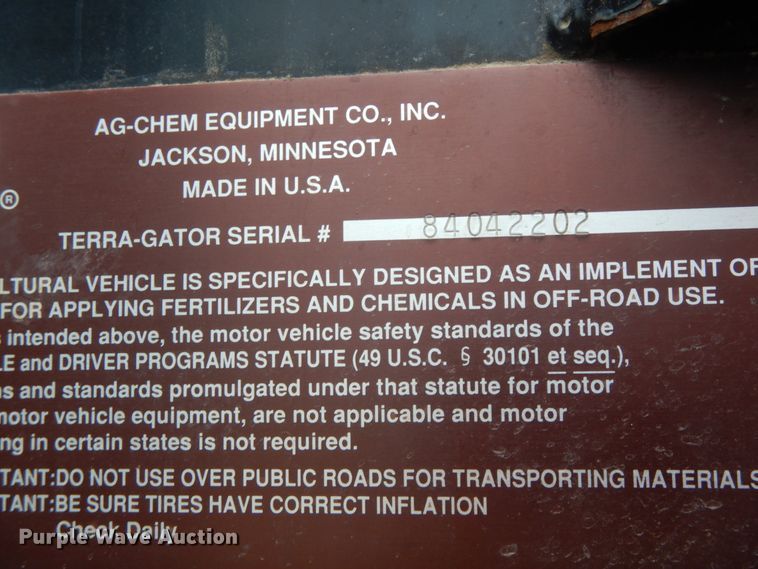 AG-CHEM EQUIPMENT CO., INC.
JACKSON, MINNESOTA
MADE IN U.S.A.
®
TERRA-GATOR SERIAL # 84042202
LTURAL VEHICLE IS SPECIFICALLY DESIGNED AS AN IMPLEMENT OF
FOR APPLYING FERTILIZERS AND CHEMICALS IN OFF-ROAD USE.
s intended above, the motor vehicle safety standards of the
LE and DRIVER PROGRAMS STATUTE (49 U.S.C. § 30101 et seq.),
ns and standards promulgated under that statute for motor
motor vehicle equipment, are not applicable and motor
ng in certain states is not required.
TANT:DO NOT USE OVER PUBLIC ROADS FOR TRANSPORTING MATERIALS
TANT:BE SURE TIRES HAVE CORRECT INFLATION
Check Daily
Purple Wave Auction